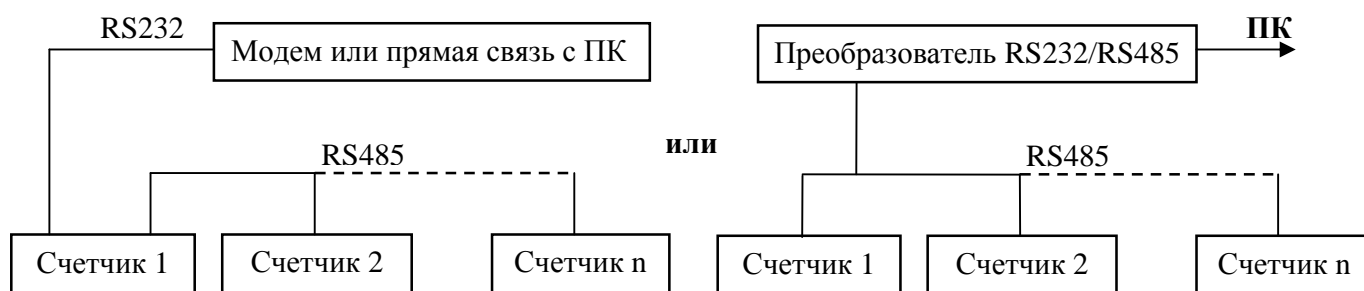 RS232
Модем или прямая связь с ПК
RS485
Счетчик 1
Счетчик 2
Счетчик n
или
Преобразователь RS232/RS485
ПК
RS485
Счетчик 1
Счетчик 2
Счетчик n